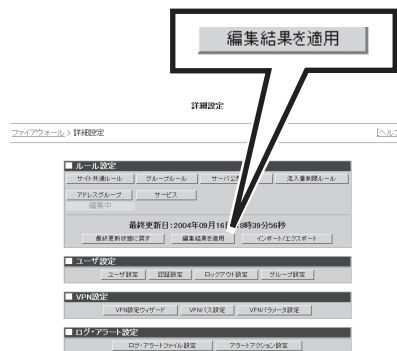 編集結果を適用
詳細設定
ファイアウォール > 詳細設定
[ヘルプ
■ ルール設定
サイト共通ルール グループルール サーバ公 流入量制限ルール
アドレスグループ サービス
編集中
最終更新日:2004年09月16日 8時39分56秒
最終更新状態に戻す 編集結果を適用 インポート/エクスポート
■ ユーザ設定
ユーザ設定 認証設定 ロックアウト設定 グループ設定
■ VPN設定
VPN設定ウィザード VPNパス設定 VPNパラメータ設定
■ ログ・アラート設定
ログ・アラートファイル設定 アラートアクション設定